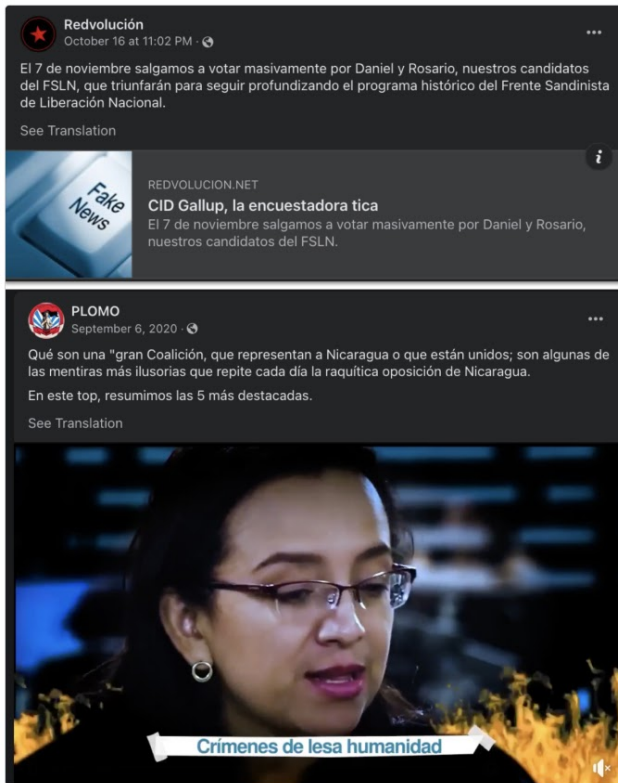 Redvolución
October 16 at 11:02 PM ·
El 7 de noviembre salgamos a votar masivamente por Daniel y Rosario, nuestros candidatos
del FSLN, que triunfarán para seguir profundizando el programa histórico del Frente Sandinista
de Liberación Nacional.
See Translation
Fake
News
REDVOLUCION.NET
CID Gallup, la encuestadora tica
El 7 de noviembre salgamos a votar masivamente por Daniel y Rosario,
nuestros candidatos del FSLN.
PLOMO
September 6, 2020 ·
Qué son una "gran Coalición, que representan a Nicaragua o que están unidos; son algunas de
las mentiras más ilusorias que repite cada día la raquítica oposición de Nicaragua.
En este top, resumimos las 5 más destacadas.
See Translation
Crímenes de lesa humanidad